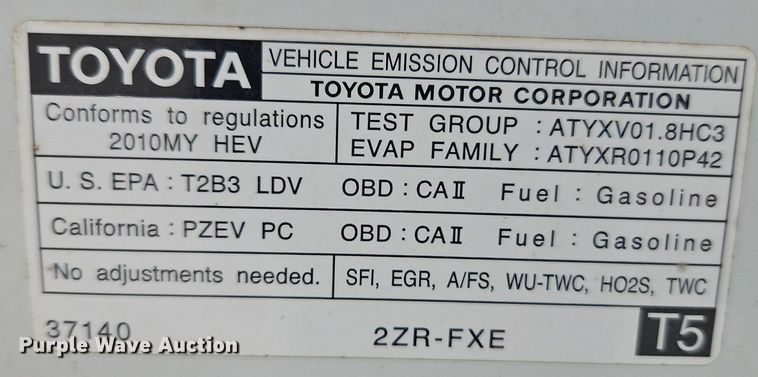 TOYOTA
VEHICLE EMISSION CONTROL INFORMATION
TOYOTA MOTOR CORPORATION
Conforms to regulations
2010MY HEV
TEST GROUP : ATYXV01.8HC3
EVAP FAMILY : ATYXR0110P42
U. S. EPA : T2B3 LDV OBD : CAⅡ Fuel : Gasoline
California : PZEV PC OBD : CAⅡ Fuel : Gasoline
No adjustments needed. SFI, EGR, A/FS, WU-TWC, HO2S, TWC
37140 2ZR-FXE T5
Purple Wave Auction